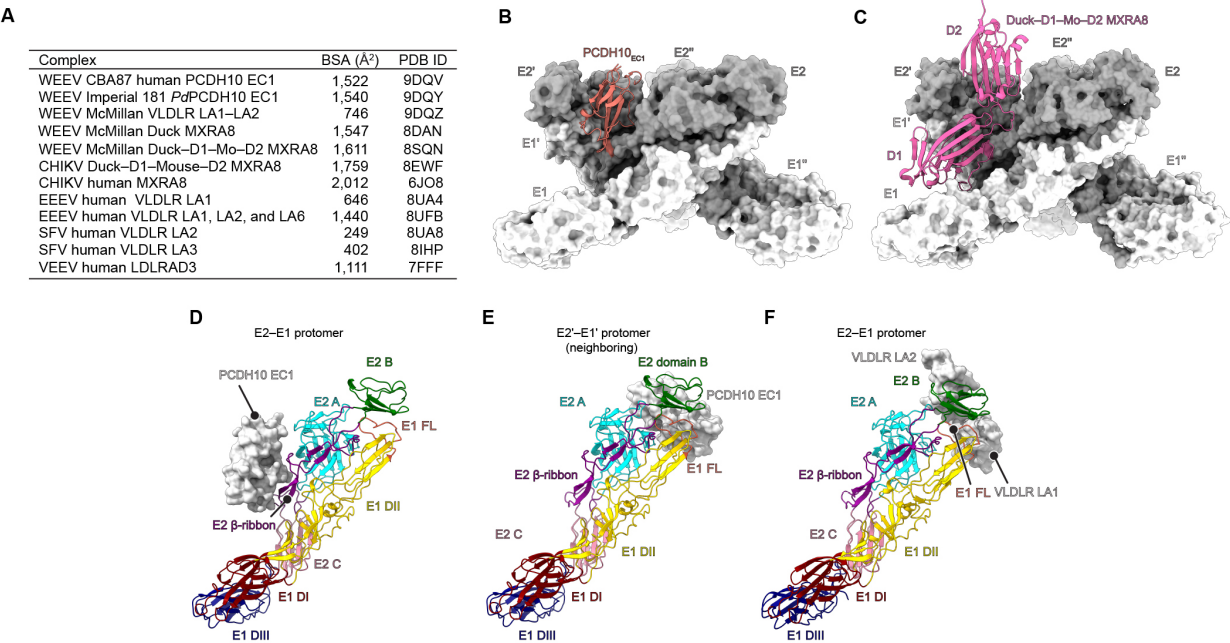 A
Complex BSA (Å²) PDB ID
WEEV CBA87 human PCDH10 EC1 1,522 9DQV
WEEV Imperial 181 PdPCDH10 EC1 1,540 9DQY
WEEV McMillan VLDLR LA1–LA2 746 9DQZ
WEEV McMillan Duck MXRA8 1,547 8DAN
WEEV McMillan Duck–D1–Mo–D2 MXRA8 1,611 8SQN
CHIKV Duck–D1–Mouse–D2 MXRA8 1,759 8EWF
CHIKV human MXRA8 2,012 6JO8
EEEV human VLDLR LA1 646 8UA4
EEEV human VLDLR LA1, LA2, and LA6 1,440 8UFB
SFV human VLDLR LA2 249 8UA8
SFV human VLDLR LA3 402 8IHP
VEEV human LDLRAD3 1,111 7FFF
B
PCDH10EC1
E2"
E2'
E2
E1'
E1"
E1
C
Duck–D1–Mo–D2 MXRA8
D2
E2"
E2'
E2
E1'
D1
E1"
E1
D
E2–E1 protomer
E2 B
PCDH10 EC1
E2 A
E1 FL
E1 DII
E2 β-ribbon
E2 C
E1 DI
E1 DIII
E
E2'–E1' protomer
(neighboring)
E2 domain B
PCDH10 EC1
E2 A
E2 β-ribbon
E1 FL
E2 C
E1 DII
E1 DI
E1 DIII
F
E2–E1 protomer
VLDLR LA2
E2 B
E2 A
E2 β-ribbon
E1 FL
VLDLR LA1
E2 C
E1 DII
E1 DI
E1 DIII